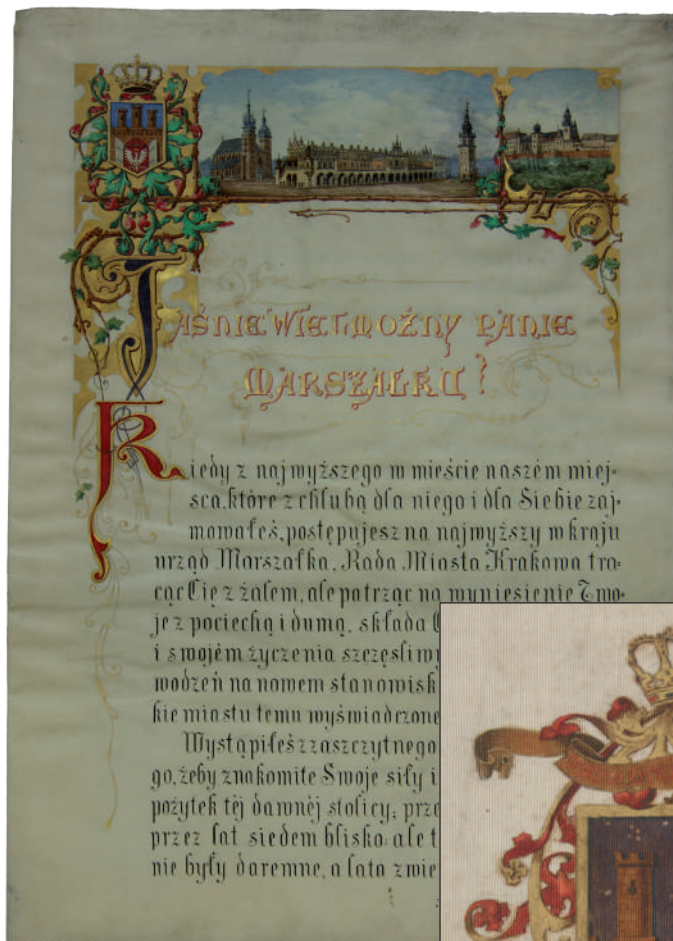 JAŚNIE WIELMOŻNY PANIE
MARSZAŁKU!
Kiedy z najwyższego w mieście naszém miej-
sca, które z chlubą dla niego i dla Siebie zaj-
mowałeś, postępujesz na najwyższy w kraju
urząd Marszałka, Rada Miasta Krakowa tra-
cąc Cię z żalem, ale patrząc na wyniesienie Two-
je z pociechą i dumą, składa
i swojém życzenia szczęśliwy
wodzeń na nowem stanowisk
kie miastu temu wyświadczone
Wystąpiłeś z zaszczytnego
go, żeby znakomite Swoje siły i
pożytek téj dawnéj stolicy; prze
przez lat siedem blisko: ale t
nie były daremne, a lata zwie